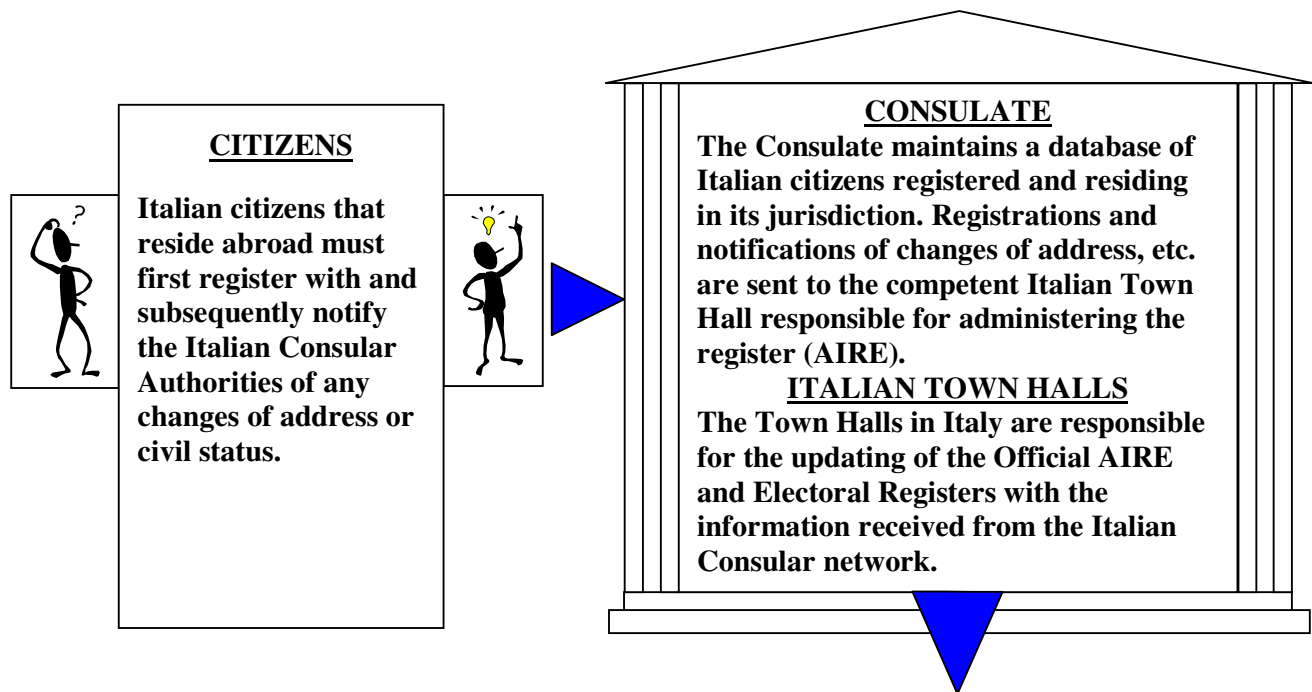 CITIZENS
Italian citizens that
reside abroad must
first register with and
subsequently notify
the Italian Consular
Authorities of any
changes of address or
civil status.
?
CONSULATE
The Consulate maintains a database of
Italian citizens registered and residing
in its jurisdiction. Registrations and
notifications of changes of address, etc.
are sent to the competent Italian Town
Hall responsible for administering the
register (AIRE).
ITALIAN TOWN HALLS
The Town Halls in Italy are responsible
for the updating of the Official AIRE
and Electoral Registers with the
information received from the Italian
Consular network.